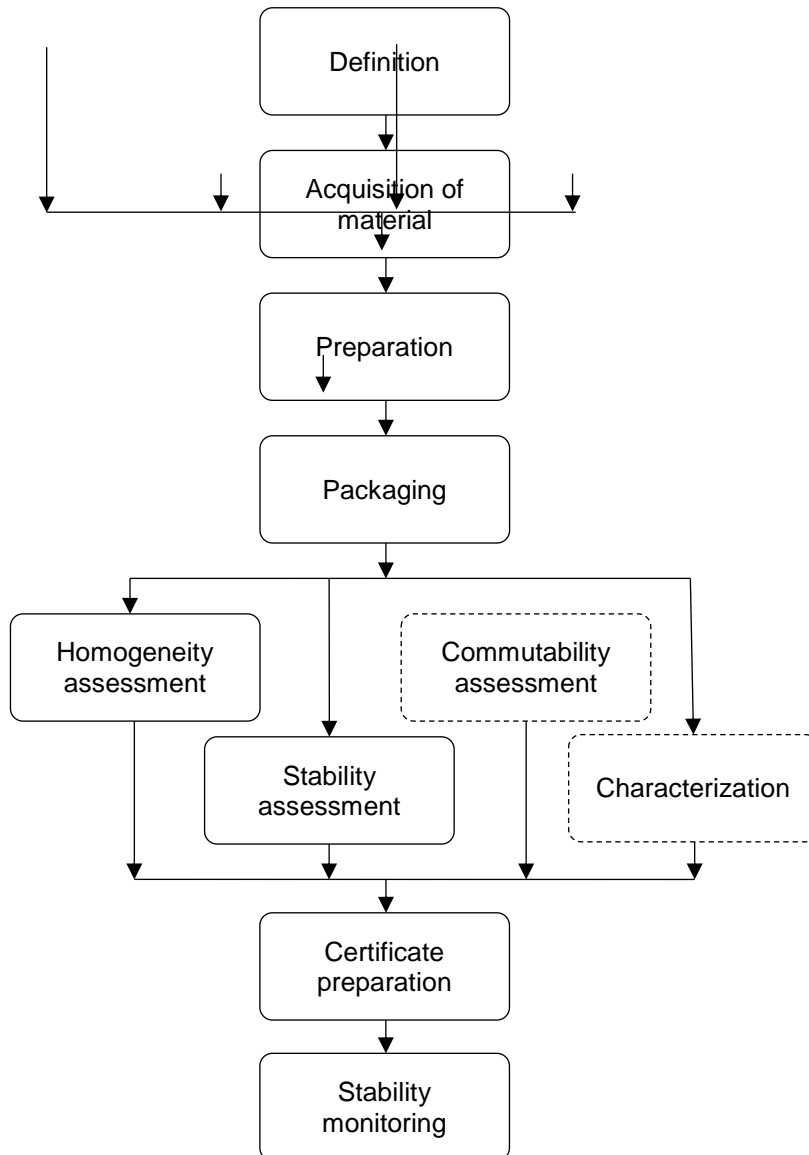 Definition
Acquisition of
material
Preparation
Packaging
Homogeneity
assessment
Commutability
assessment
Stability
assessment
Characterization
Certificate
preparation
Stability
monitoring